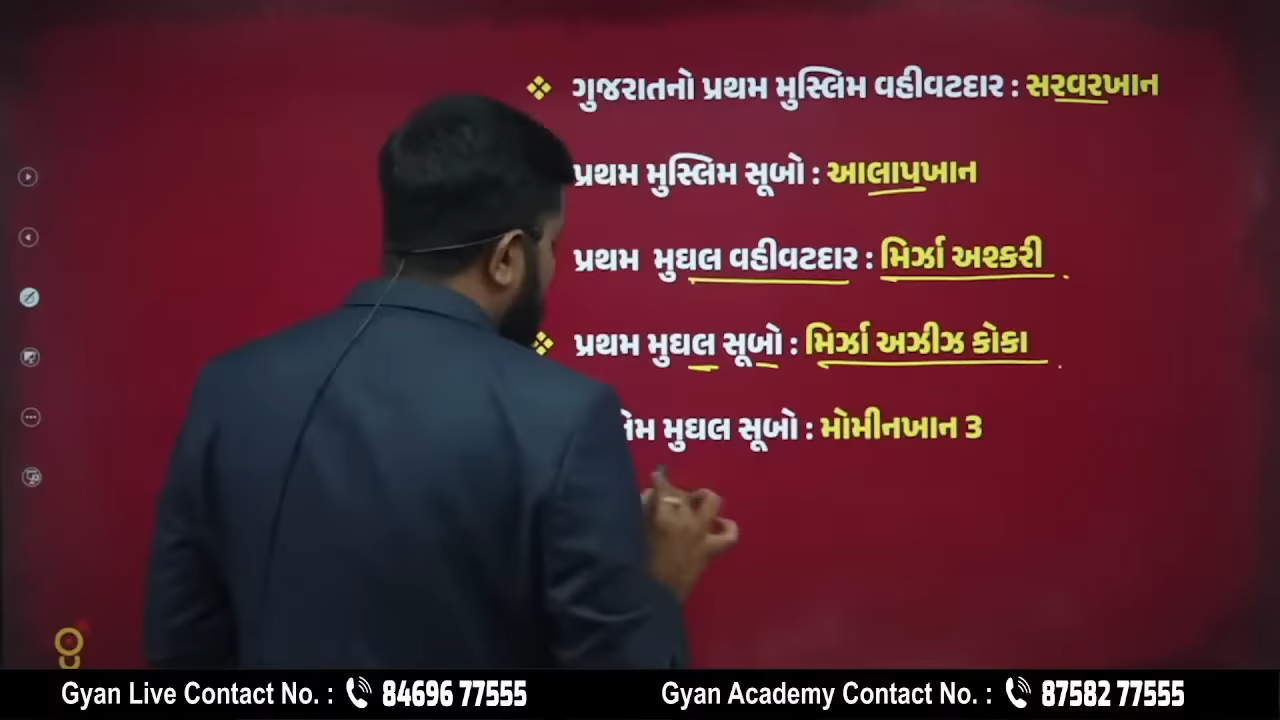 ગુજરાતનો પ્રથમ મુસ્લિમ વહીવટદાર : સરવરખાન
પ્રથમ મુસ્લિમ સૂબો : આલાપખાન
પ્રથમ મુઘલ વહીવટદાર : મિર્ઝા અશ્કરી
પ્રથમ મુઘલ સૂબો : મિર્ઝા અઝીઝ કોકા
મુઘલ સૂબો : મોમીનખાન 3
Gyan Live Contact No. : 84696 77555
Gyan Academy Contact No. : 87582 77555